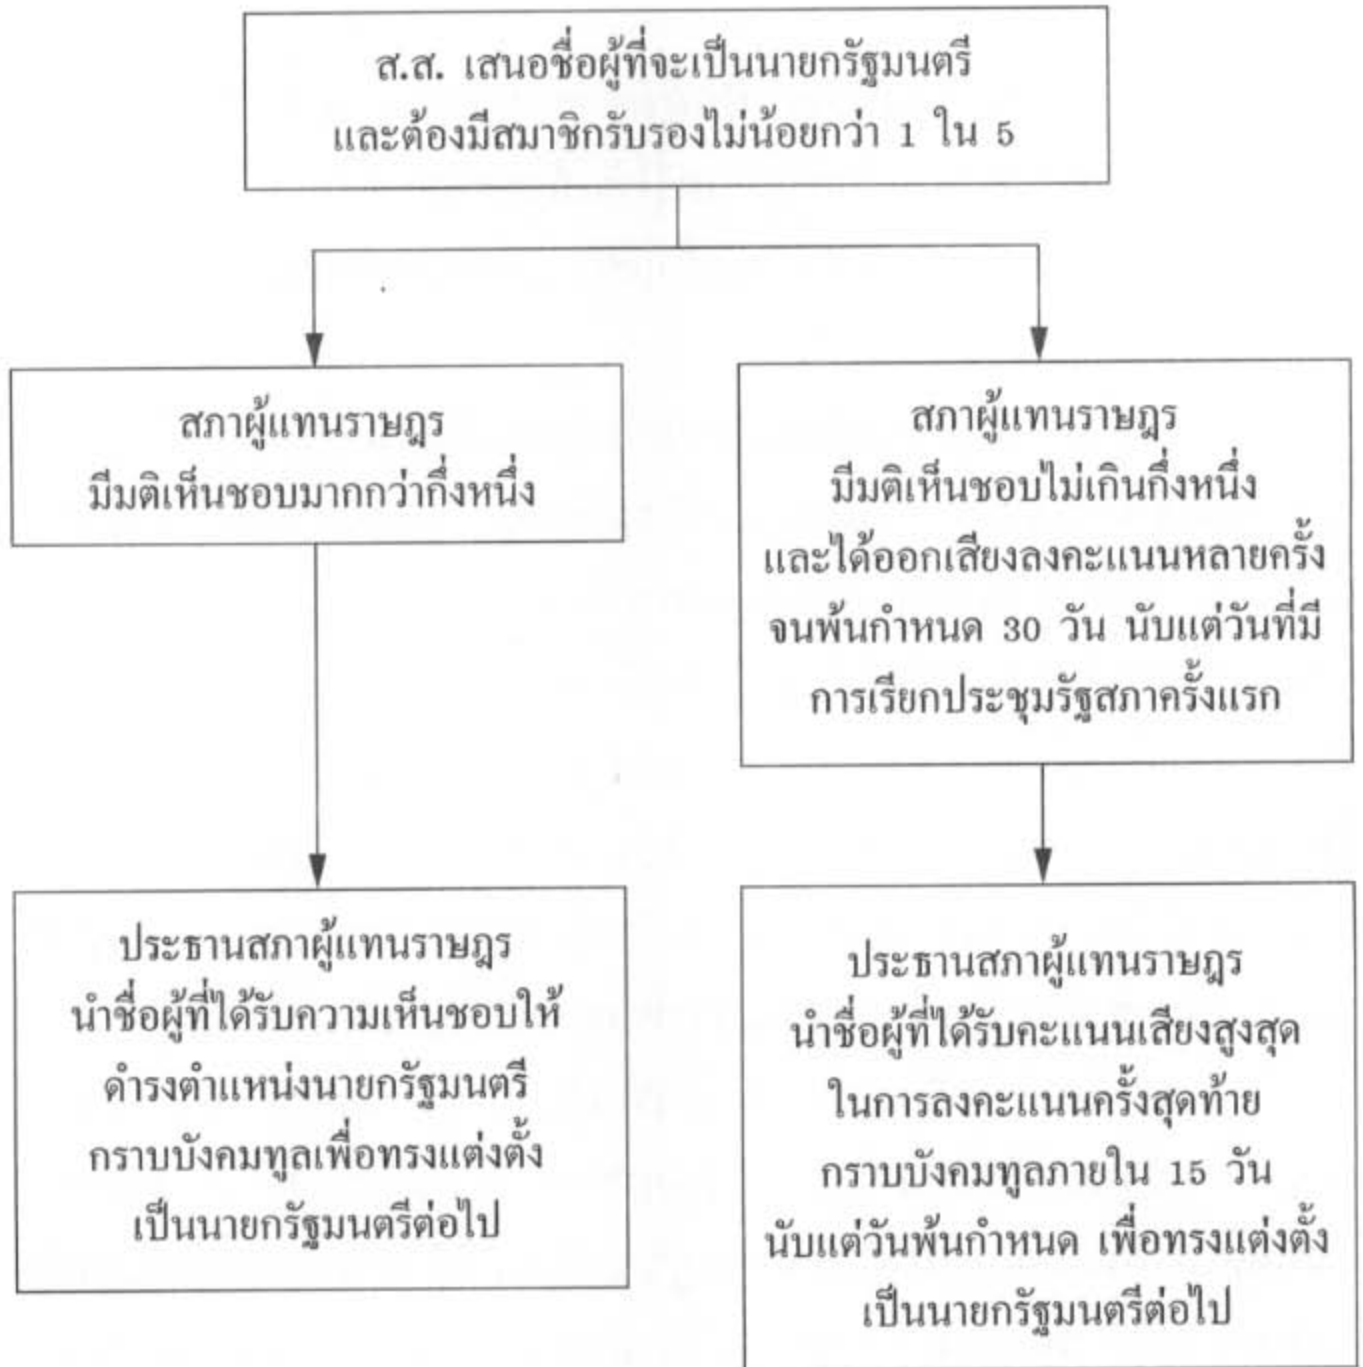 ส.ส. เสนอชื่อผู้ที่จะเป็นนายกรัฐมนตรี
และต้องมีสมาชิกรับรองไม่น้อยกว่า 1 ใน 5
สภาผู้แทนราษฎร
มีมติเห็นชอบมากกว่ากึ่งหนึ่ง
สภาผู้แทนราษฎร
มีมติเห็นชอบไม่เกินกึ่งหนึ่ง
และได้ออกเสียงลงคะแนนหลายครั้ง
จนพ้นกำหนด 30 วัน นับแต่วันที่มี
การเรียกประชุมรัฐสภาครั้งแรก
ประธานสภาผู้แทนราษฎร
นำชื่อผู้ที่ได้รับความเห็นชอบให้
ดำรงตำแหน่งนายกรัฐมนตรี
กราบบังคมทูลเพื่อทรงแต่งตั้ง
เป็นนายกรัฐมนตรีต่อไป
ประธานสภาผู้แทนราษฎร
นำชื่อผู้ที่ได้รับคะแนนเสียงสูงสุด
ในการลงคะแนนครั้งสุดท้าย
กราบบังคมทูลภายใน 15 วัน
นับแต่วันพ้นกำหนด เพื่อทรงแต่งตั้ง
เป็นนายกรัฐมนตรีต่อไป